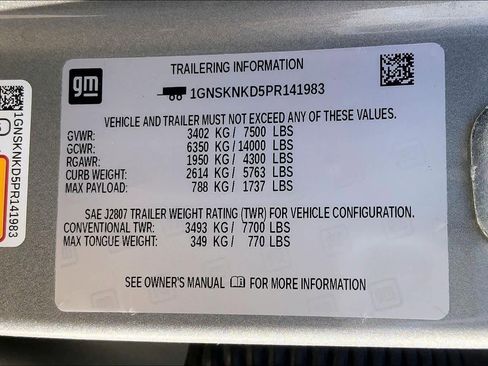 gm
TRAILERING INFORMATION
1GNSKNKD5PR141983
VEHICLE AND TRAILER MUST NOT EXCEED ANY OF THESE VALUES.
GVWR: 3402 KG / 7500 LBS
GCWR: 6350 KG / 14000 LBS
RGAWR: 1950 KG / 4300 LBS
CURB WEIGHT: 2614 KG / 5763 LBS
MAX PAYLOAD: 788 KG / 1737 LBS
SAE J2807 TRAILER WEIGHT RATING (TWR) FOR VEHICLE CONFIGURATION.
CONVENTIONAL TWR: 3493 KG / 7700 LBS
MAX TONGUE WEIGHT: 349 KG / 770 LBS
SEE OWNER'S MANUAL FOR MORE INFORMATION
1GNSKNKD5PR141983